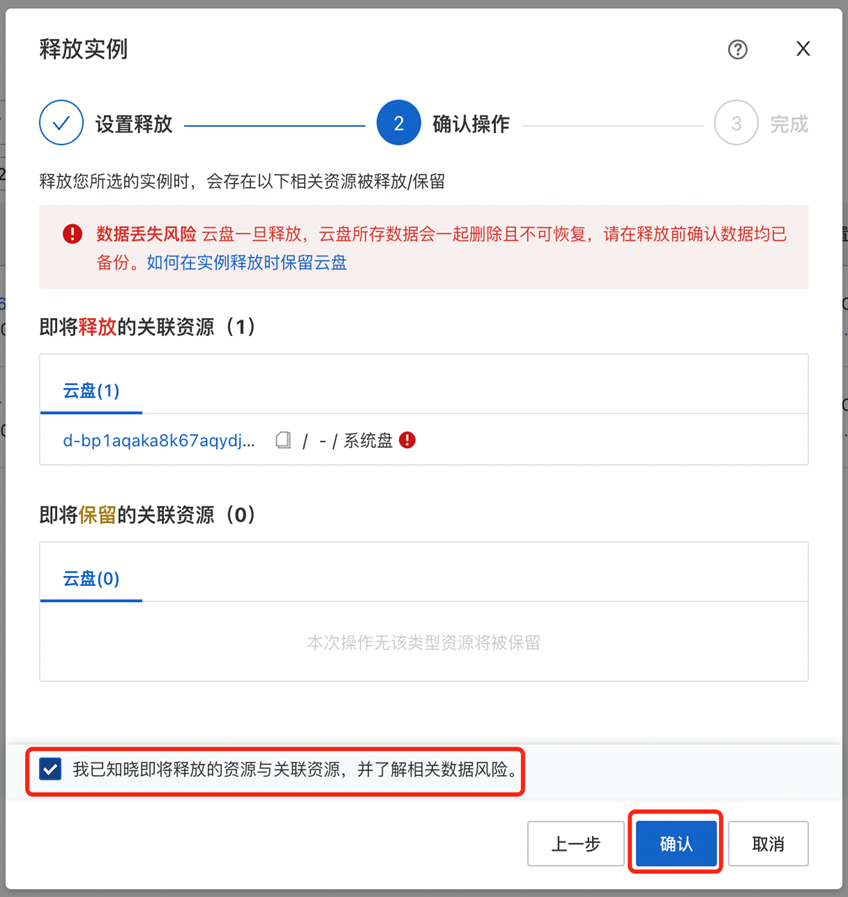 释放实例
设置释放 2 确认操作 3 完成
释放您所选的实例时，会存在以下相关资源被释放/保留
数据丢失风险 云盘一旦释放，云盘所存数据会一起删除且不可恢复，请在释放前确认数据均已
备份。如何在实例释放时保留云盘
即将释放的关联资源（1）
云盘(1)
d-bp1aqaka8k67aqydj... / - / 系统盘
即将保留的关联资源（0）
云盘(0)
本次操作无该类型资源将被保留
我已知晓即将释放的资源与关联资源，并了解相关数据风险。
上一步 确认 取消